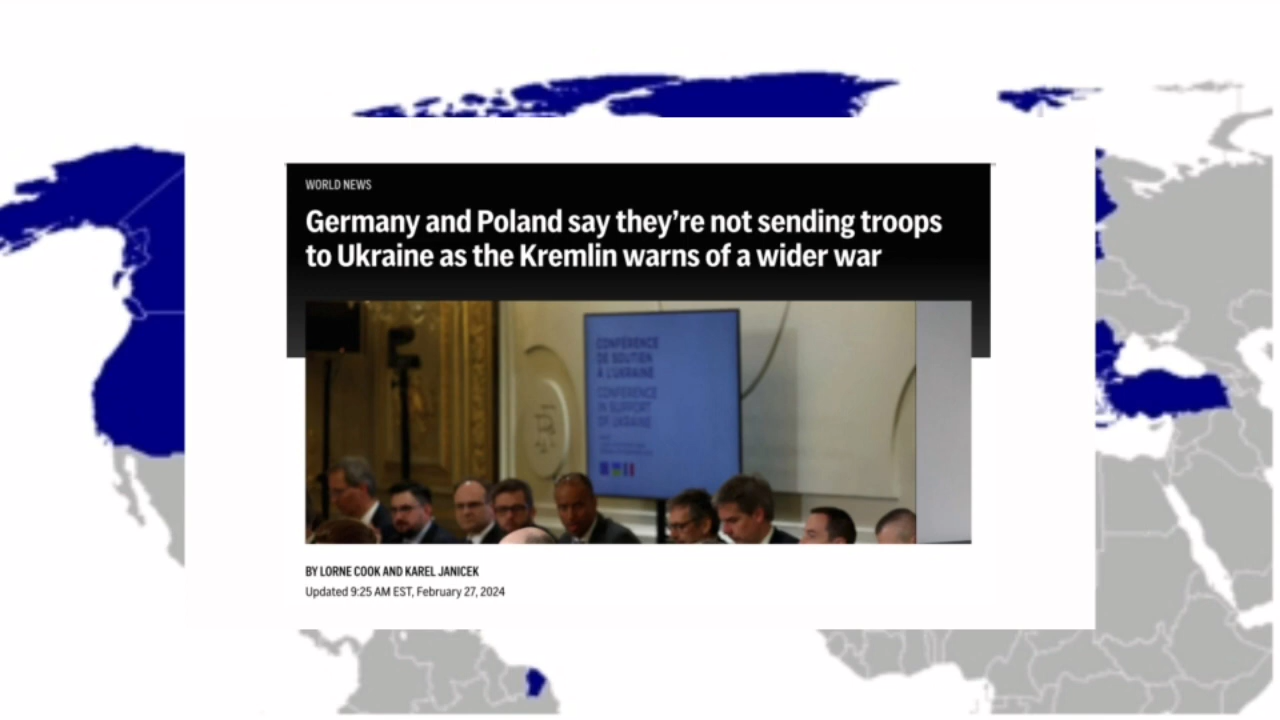 WORLD NEWS
Germany and Poland say they're not sending troops
to Ukraine as the Kremlin warns of a wider war
CONFÉRENCE
DE SOUTIEN
À L'UKRAINE
CONFERENCE
IN SUPPORT
OF UKRAINE
BY LORNE COOK AND KAREL JANICEK
Updated 9:25 AM EST, February 27, 2024